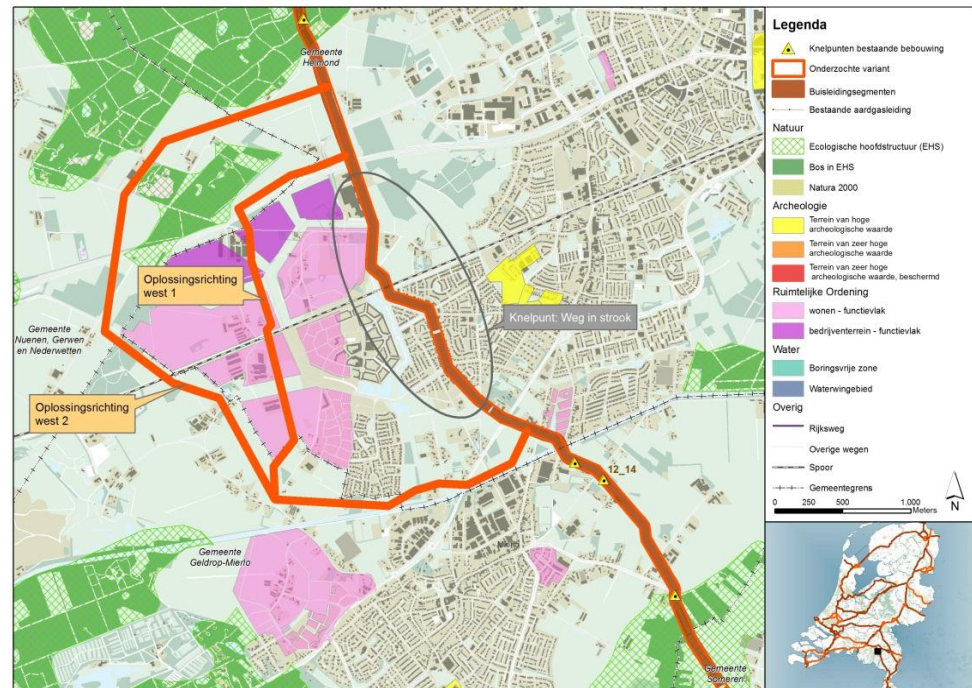 Gemeente
Helmond
Oplossingsrichting
west 1
Knelpunt: Weg in strook
Gemeente
Nuenen, Gerwen
en Nederwetten
Oplossingsrichting
west 2
12_14
Gemeente
Geldrop-Mierlo
Mierlo
Gemeente
Someren
Legenda
Knelpunten bestaande bebouwing
Onderzochte variant
Buisleidingsegmenten
Bestaande aardgasleiding
Natuur
Ecologische hoofdstructuur (EHS)
Bos in EHS
Natura 2000
Archeologie
Terrein van hoge
archeologische waarde
Terrein van zeer hoge
archeologische waarde
Terrein van zeer hoge
archeologische waarde, beschermd
Ruimtelijke Ordening
wonen - functievlak
bedrijventerrein - functievlak
Water
Boringsvrije zone
Waterwingebied
Overig
Rijksweg
Overige wegen
Spoor
Gemeentegrens
0 250 500 1.000
Meters
N